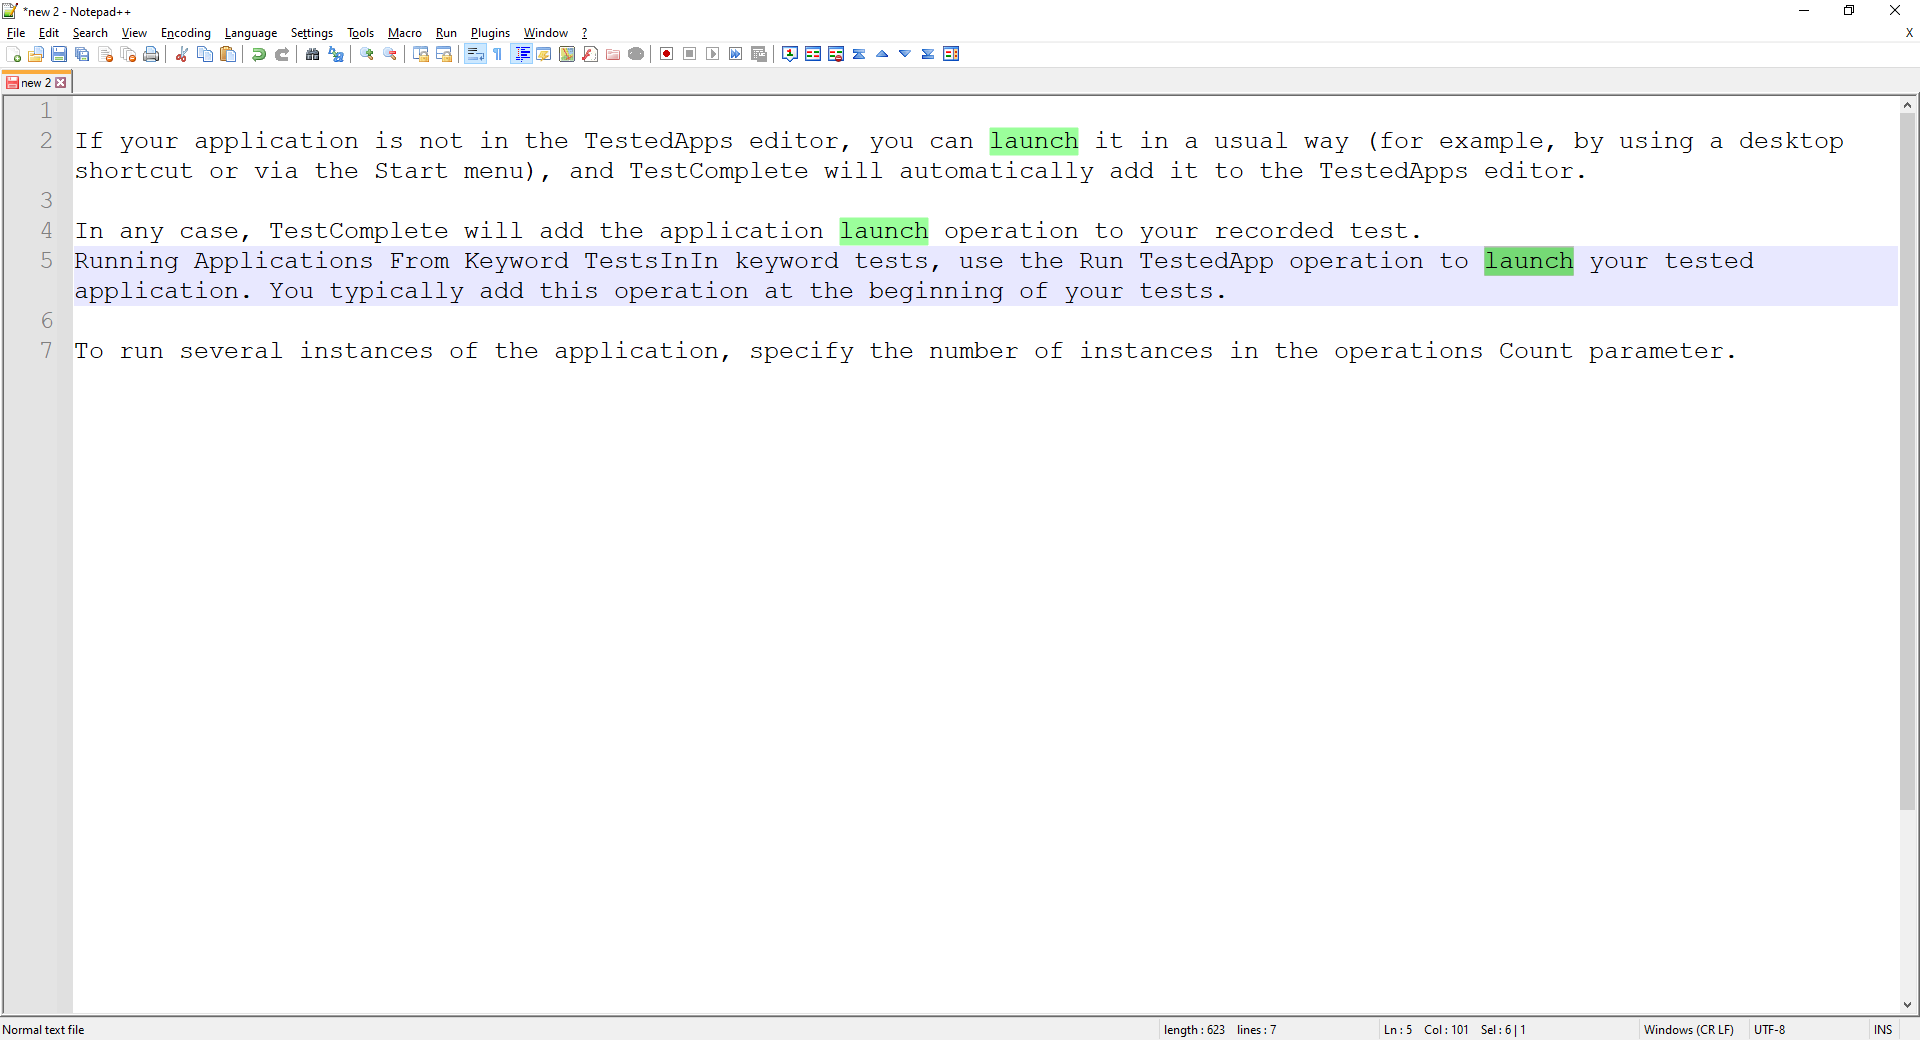 *new 2 - Notepad++
File Edit Search View Encoding Language Settings Tools Macro Run Plugins Window ? X
new 2
1
2 If your application is not in the TestedApps editor, you can launch it in a usual way (for example, by using a desktop
shortcut or via the Start menu), and TestComplete will automatically add it to the TestedApps editor.
3
4 In any case, TestComplete will add the application launch operation to your recorded test.
5 Running Applications From Keyword TestsInIn keyword tests, use the Run TestedApp operation to launch your tested
application. You typically add this operation at the beginning of your tests.
6
7 To run several instances of the application, specify the number of instances in the operations Count parameter.
Normal text file length : 623 lines : 7 Ln : 5 Col : 101 Sel : 6 | 1 Windows (CR LF) UTF-8 INS